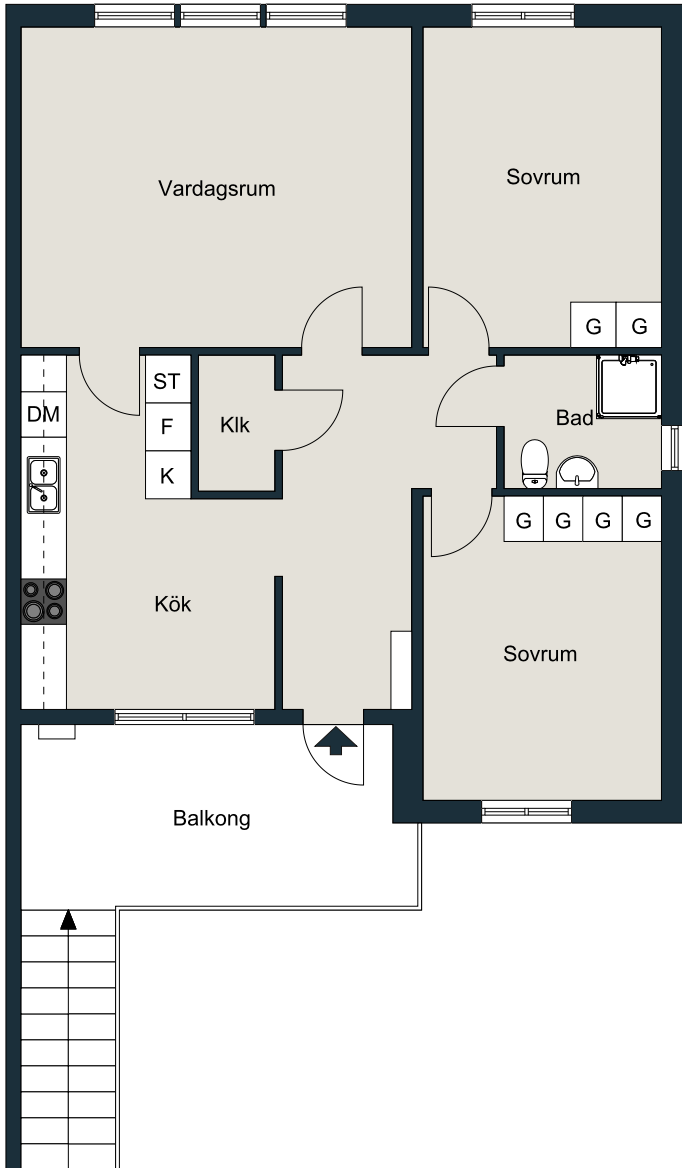 Vardagsrum
Sovrum
G G
ST
DM
F
Klk
Bad
K
G G G G
Kök
Sovrum
Balkong